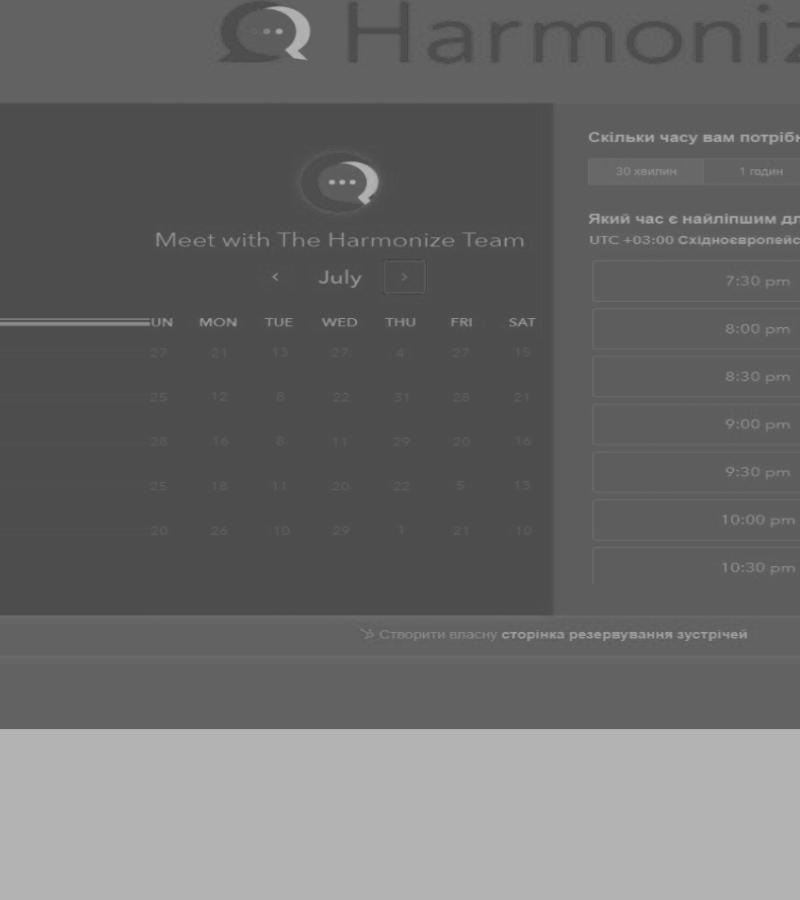 Harmoniz
Meet with The Harmonize Team
July
UN MON TUE WED THU FRI SAT
27 21 13 27 4 27 15
25 12 8 22 31 28 21
28 16 8 11 29 20 16
25 18 11 20 22 5 13
20 26 10 29 1 21 10
Скільки часу вам потрібн
30 хвилин 1 годин
Який час є найліпшим дл
UTC +03:00 Східноєвропейс
7:30 pm
8:00 pm
8:30 pm
9:00 pm
9:30 pm
10:00 pm
10:30 pm
Створити власну сторінка резервування зустрічей